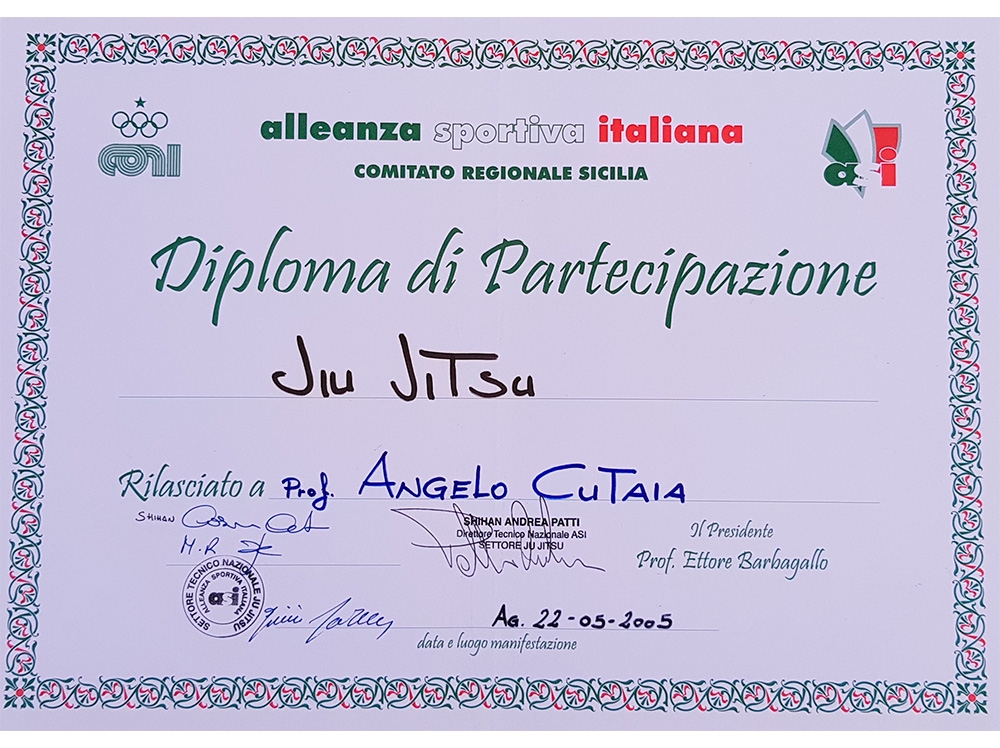 CONI
alleanza sportiva italiana
COMITATO REGIONALE SICILIA
asi
Diploma di Partecipazione
Jiu JiTsu
Rilasciato a Prof. ANGELO CUTAIA
SHIHAN
M.R
SHIHAN ANDREA PATTI
Direttore Tecnico Nazionale ASI
SETTORE JU JITSU
Il Presidente
Prof. Ettore Barbagallo
SETTORE TECNICO NAZIONALE JU JITSU
ALLEANZA SPORTIVA ITALIANA
asi
AG. 22-05-2005
data e luogo manifestazione